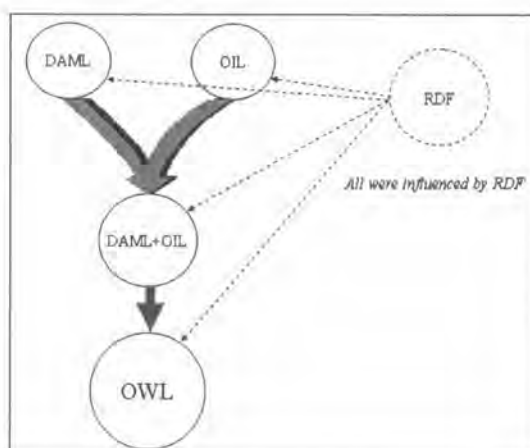 DAML
OIL
RDF
All were influenced by RDF
DAML+OIL
OWL